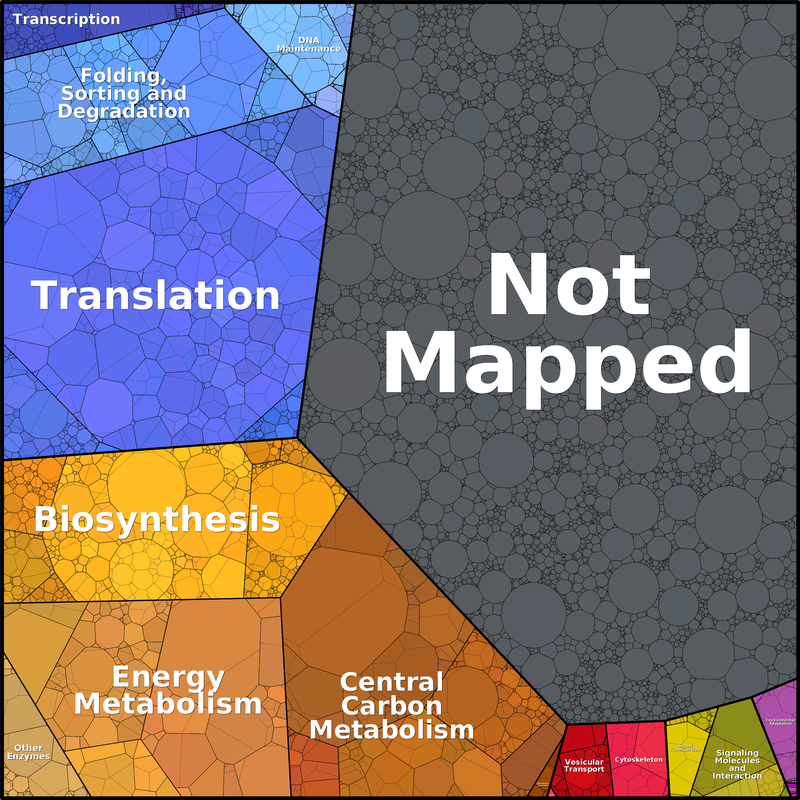 Transcription
DNA
Maintenance
Folding,
Sorting and
Degradation
Translation
Not
Mapped
Biosynthesis
Energy
Metabolism
Central
Carbon
Metabolism
Other
Enzymes
Vesicular
Transport
Cytoskeleton
Signaling
Molecules
and
Interaction
Environmental
Adaptation